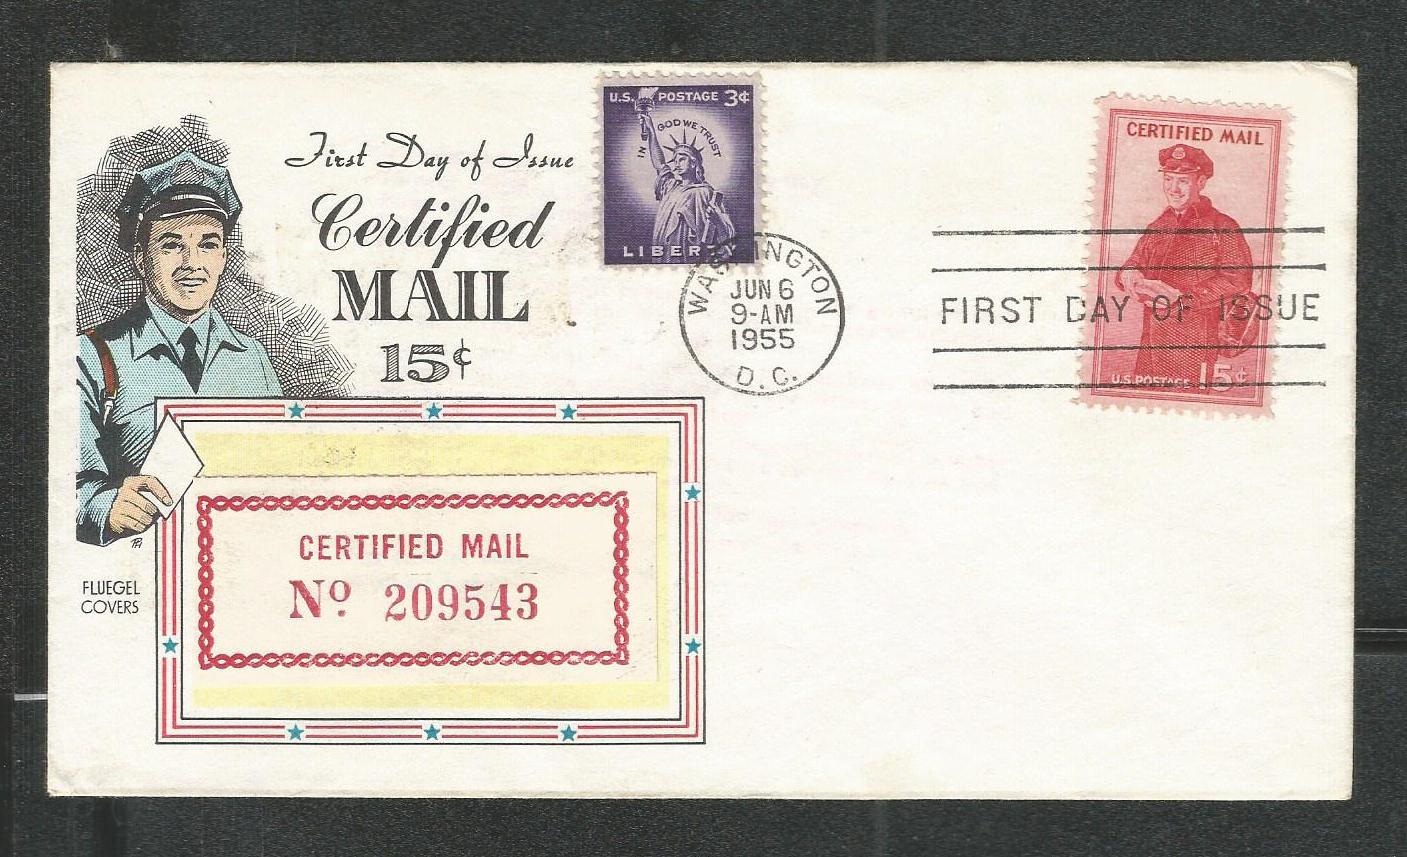 First Day of Issue
Certified
MAIL
15¢
U.S. POSTAGE 3¢
IN GOD WE TRUST
LIBERTY
WASHINGTON
JUN 6
9-AM
1955
D.C.
CERTIFIED MAIL
FIRST DAY OF ISSUE
U.S. POSTAGE 15¢
CERTIFIED MAIL
Nº. 209543
FLUEGEL
COVERS